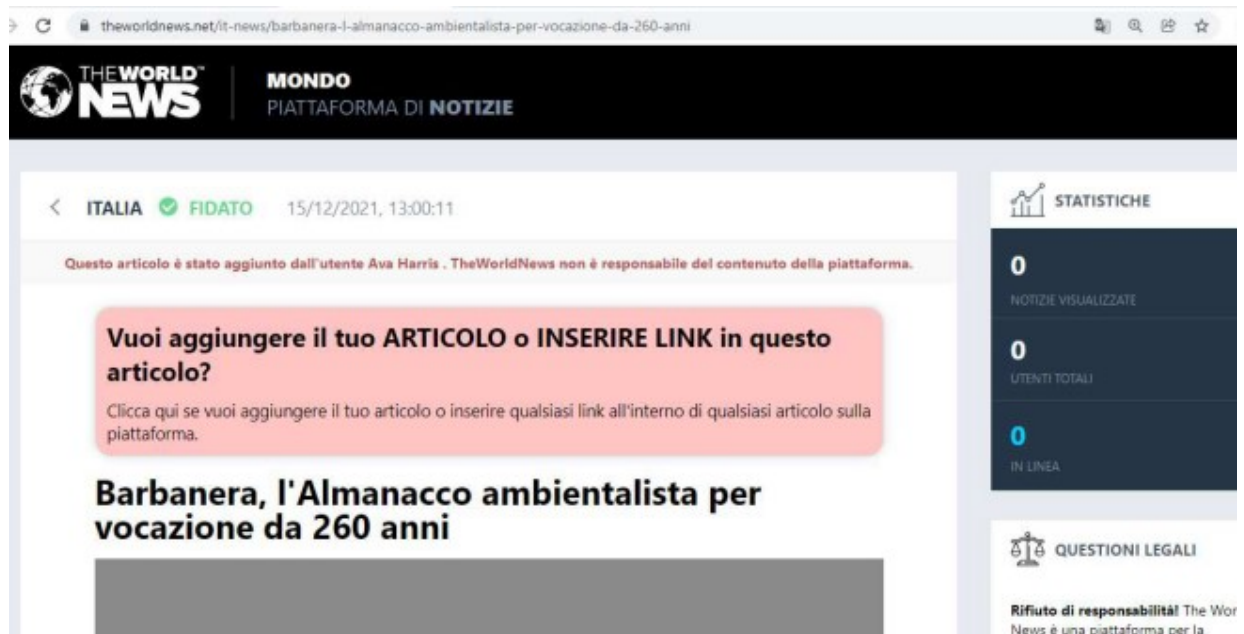 theworldnews.net/it-news/barbanera-l-almanacco-ambientalista-per-vocazione-da-260-anni
THE WORLD™
NEWS
MONDO
PIATTAFORMA DI NOTIZIE
ITALIA FIDATO 15/12/2021, 13:00:11
Questo articolo è stato aggiunto dall'utente Ava Harris . TheWorldNews non è responsabile del contenuto della piattaforma.
Vuoi aggiungere il tuo ARTICOLO o INSERIRE LINK in questo
articolo?
Clicca qui se vuoi aggiungere il tuo articolo o inserire qualsiasi link all'interno di qualsiasi articolo sulla
piattaforma.
Barbanera, l'Almanacco ambientalista per
vocazione da 260 anni
STATISTICHE
0
NOTIZIE VISUALIZZATE
0
UTENTI TOTALI
0
IN LINEA
QUESTIONI LEGALI
Rifiuto di responsabilità! The Wor
News è una piattaforma per la